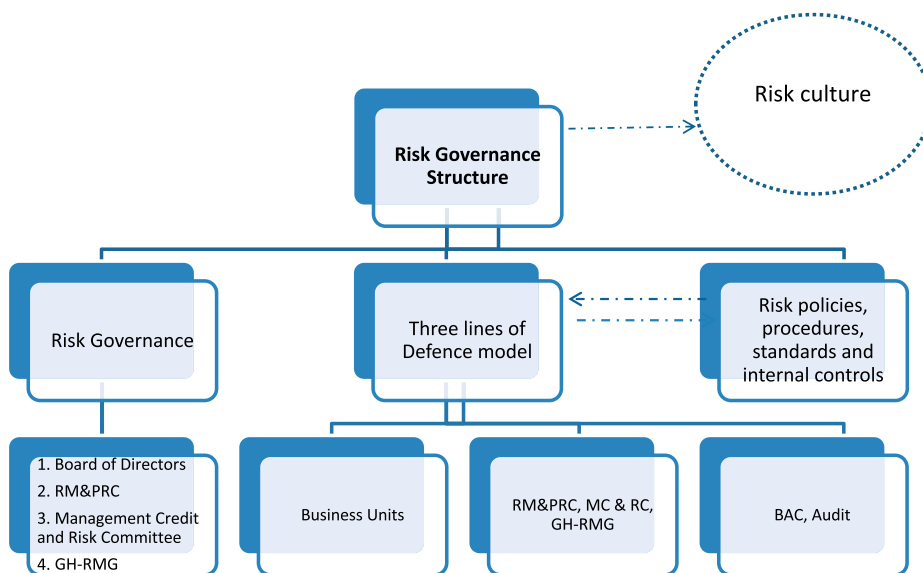 Risk culture
Risk Governance
Structure
Risk Governance
Three lines of
Defence model
Risk policies,
procedures,
standards and
internal controls
1. Board of Directors
2. RM&PRC
3. Management Credit
and Risk Committee
4. GH-RMG
Business Units
RM&PRC, MC & RC,
GH-RMG
BAC, Audit